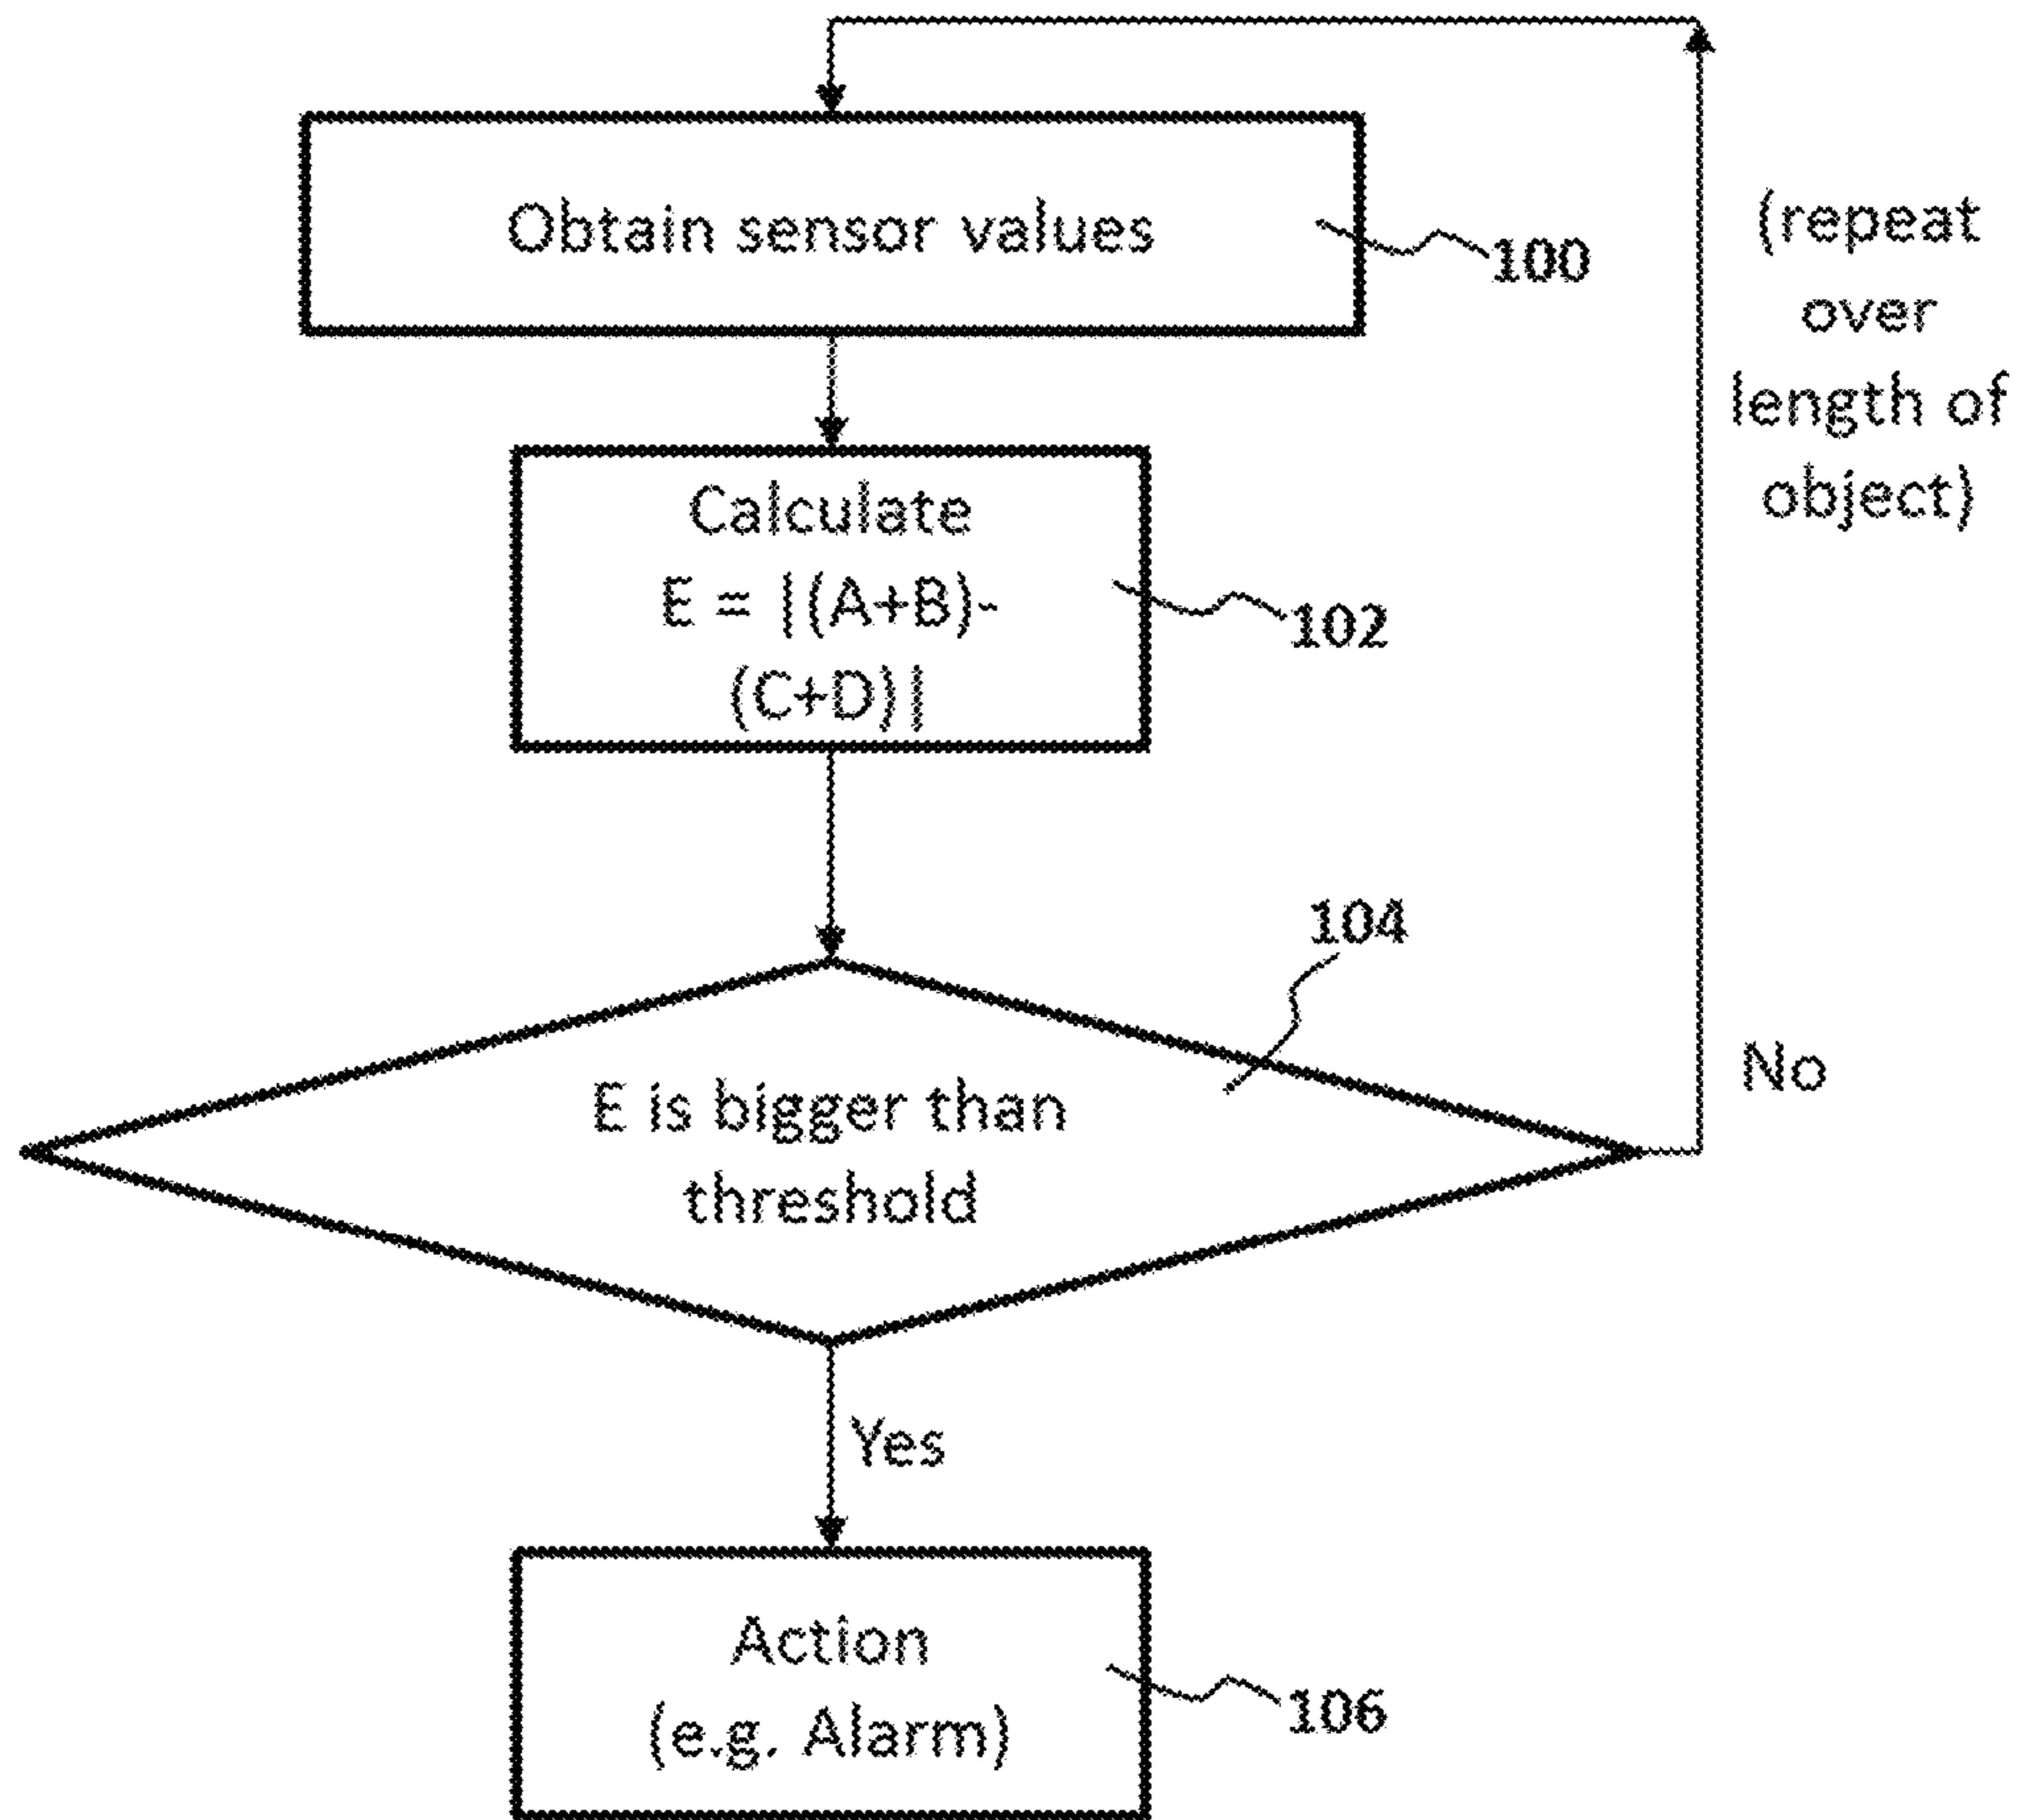 Obtain sensor values
100
(repeat
over
length of
object)
Calculate
E = |(A+B)-
(C+D)|
102
104
E is bigger than
threshold
No
Yes
Action
(e.g. Alarm)
106